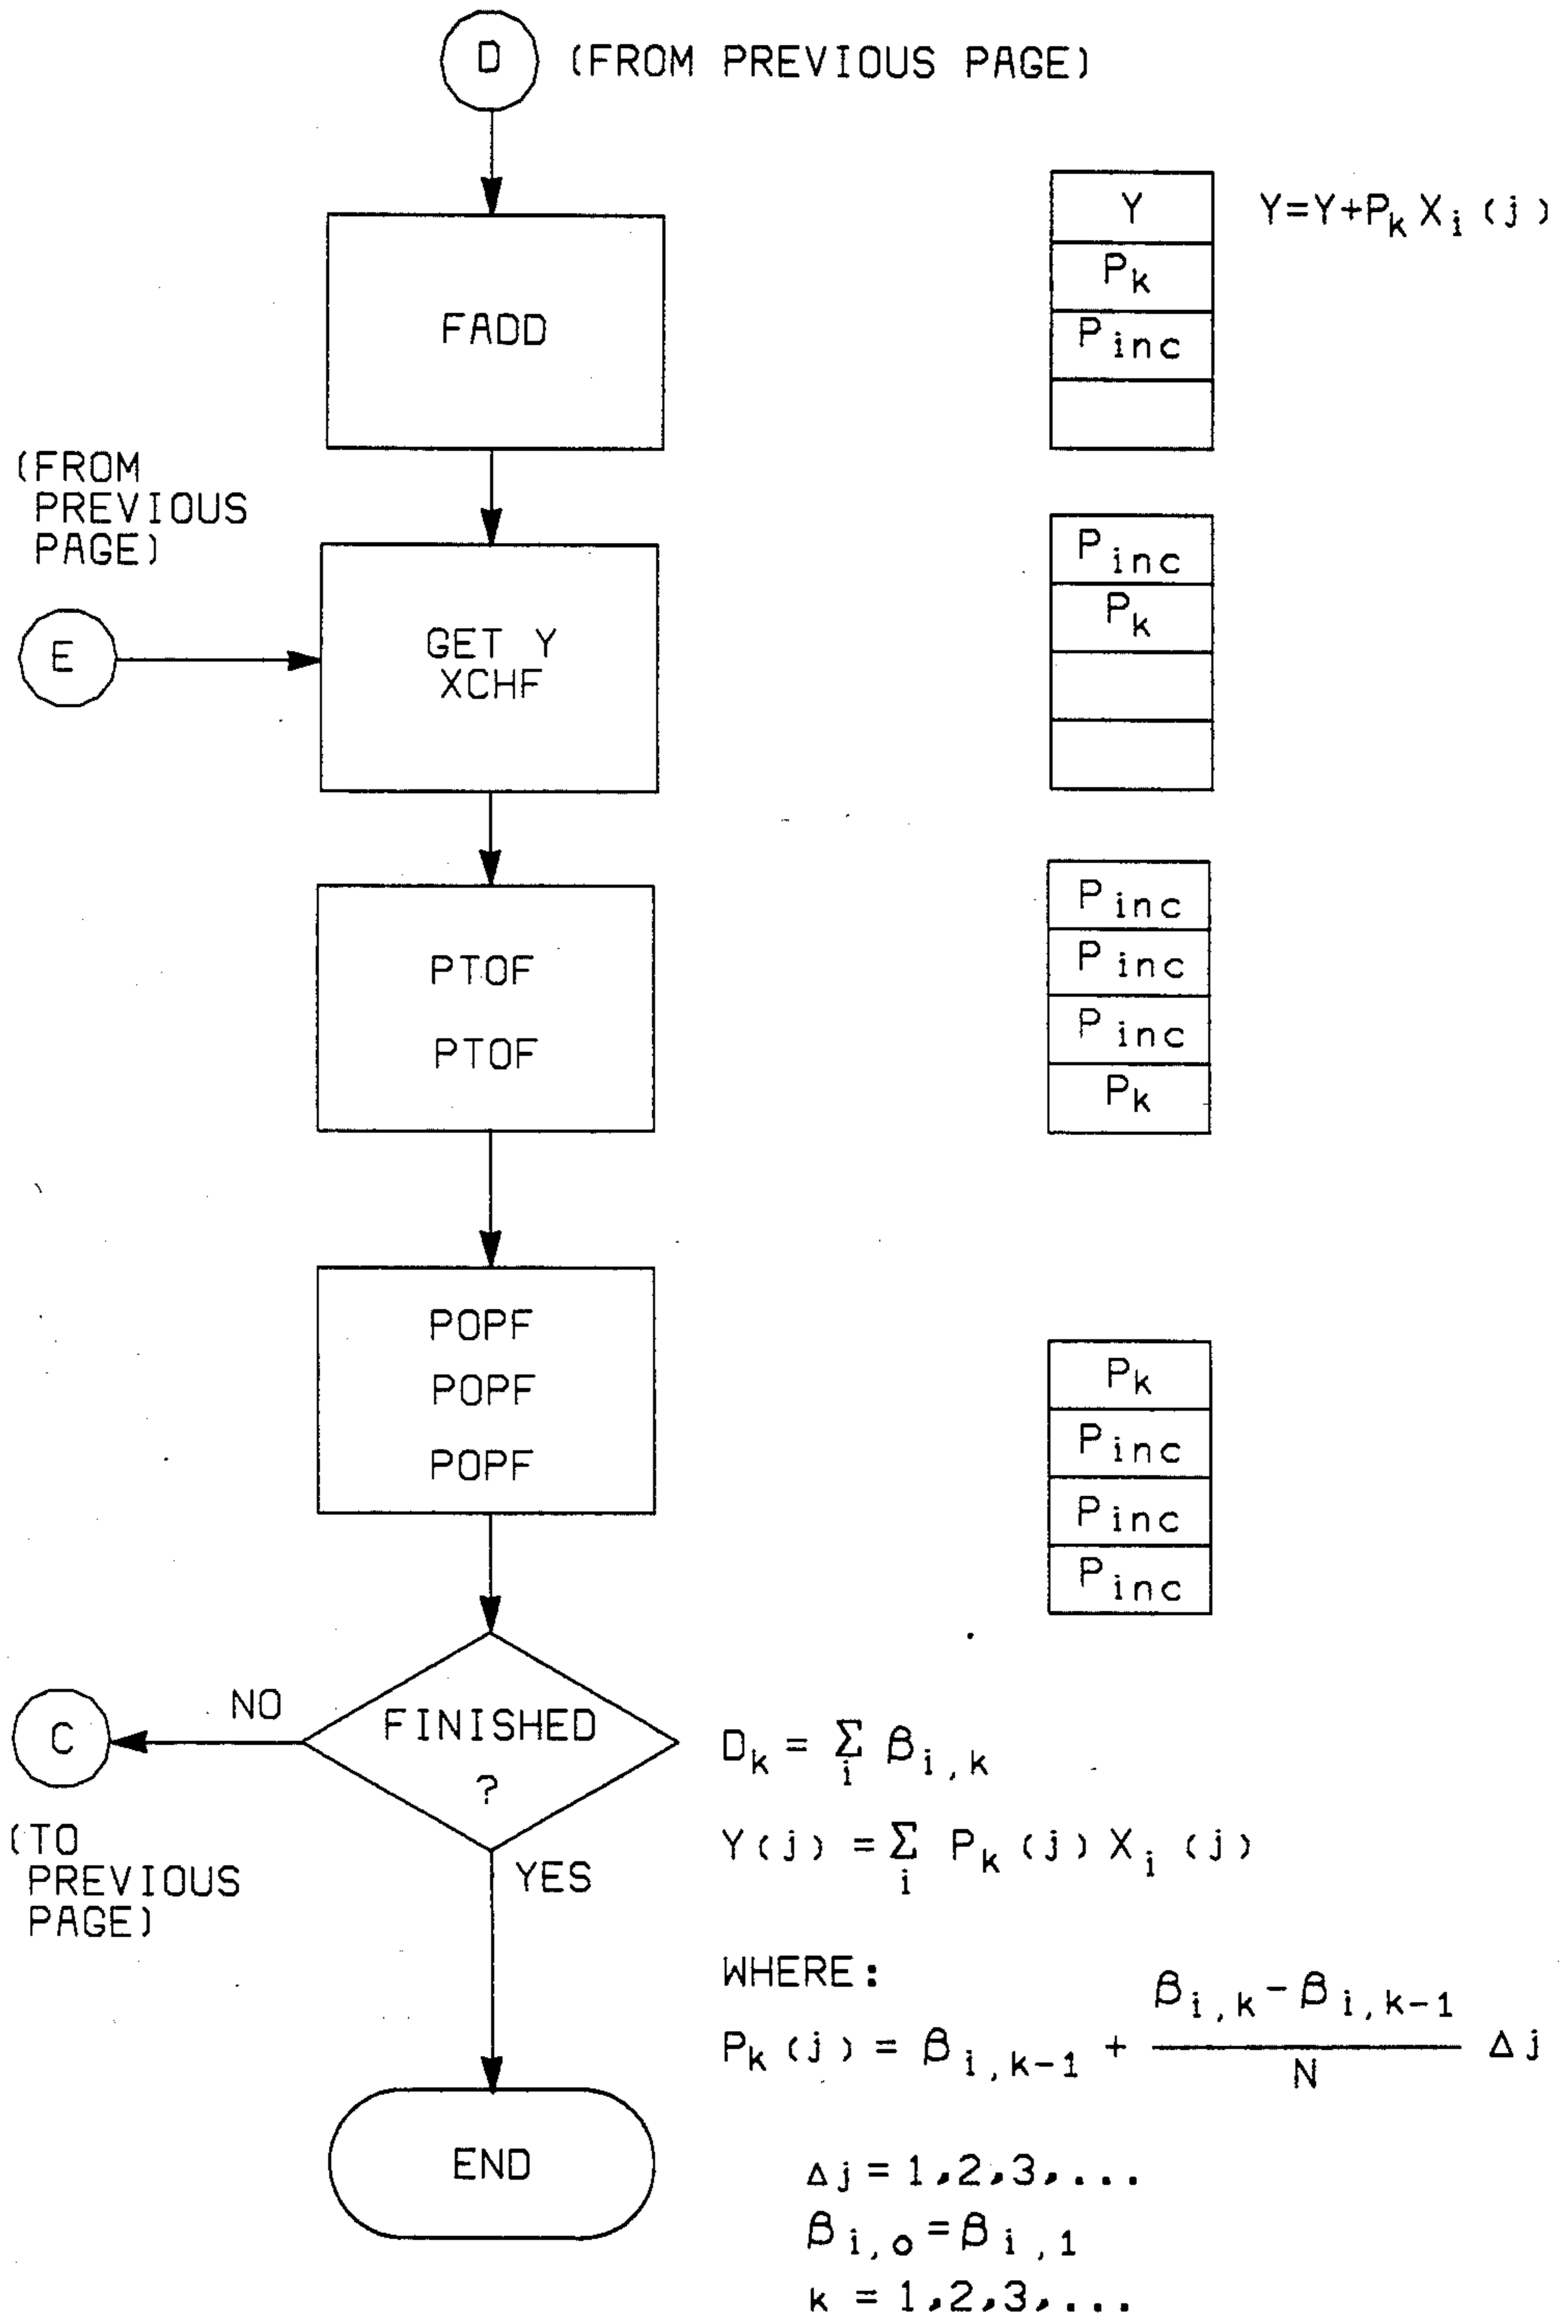 D (FROM PREVIOUS PAGE)
FADD
Y
P_k
P_inc
Y=Y+P_k X_i (j)
(FROM
PREVIOUS
PAGE)
E
GET Y
XCHF
P_inc
P_k
PTOF
PTOF
P_inc
P_inc
P_inc
P_k
POPF
POPF
POPF
P_k
P_inc
P_inc
P_inc
FINISHED
?
NO
C
(TO
PREVIOUS
PAGE)
YES
END
D_k = Σ_i β_i,k
Y(j) = Σ_i P_k (j) X_i (j)
WHERE:
P_k (j) = β_i,k-1 + (β_i,k - β_i,k-1)/N Δj
Δj = 1,2,3,...
β_i,o = β_i,1
k = 1,2,3,...